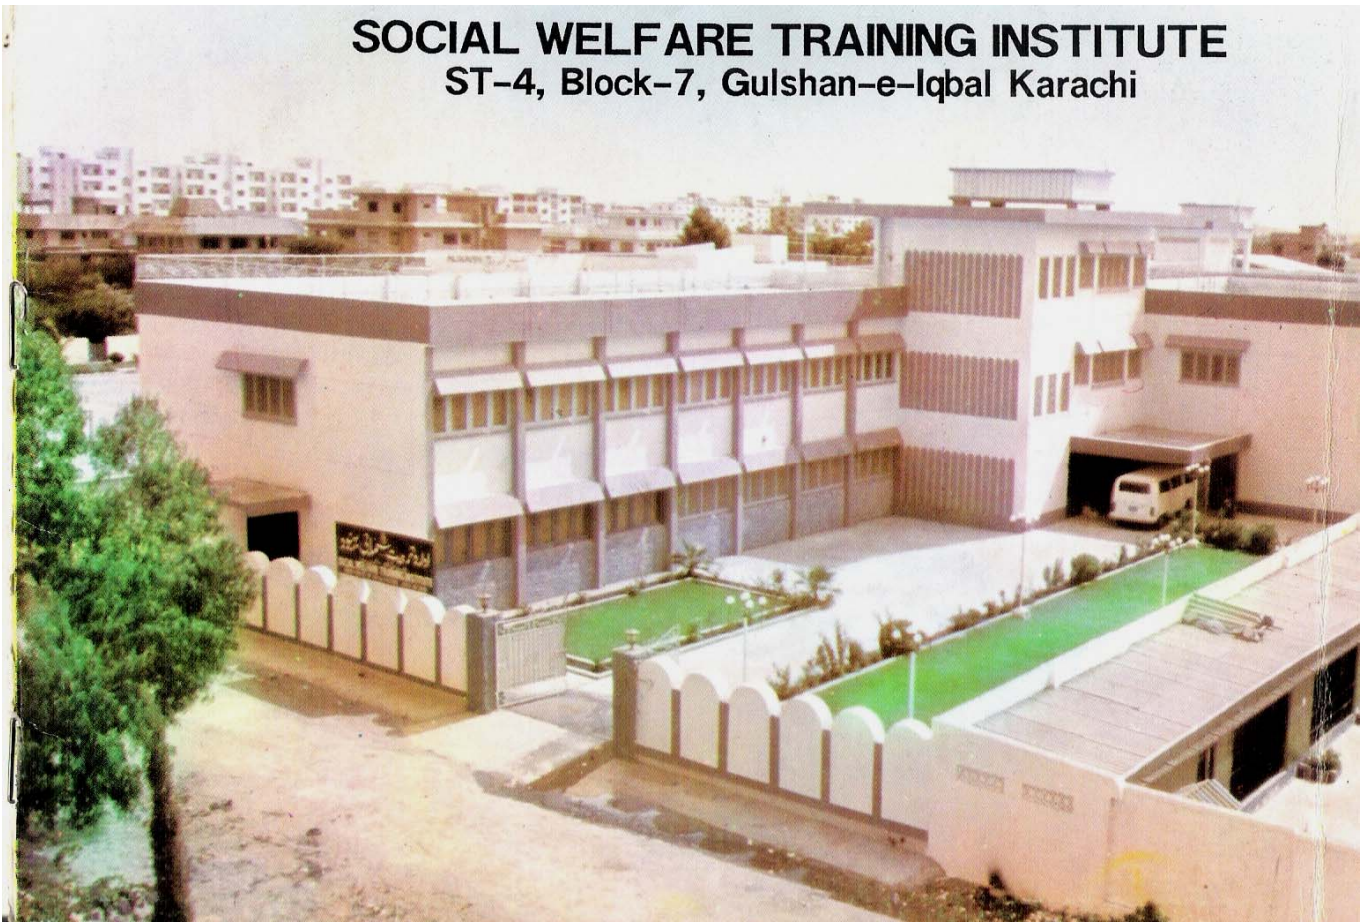 SOCIAL WELFARE TRAINING INSTITUTE
ST-4, Block-7, Gulshan-e-Iqbal Karachi